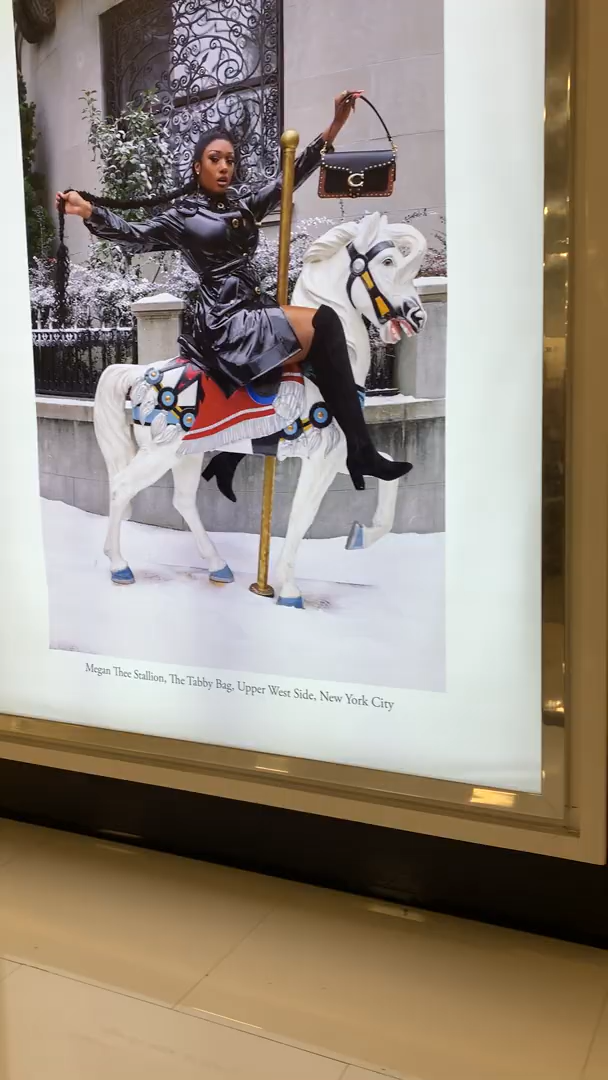 C
Megan Thee Stallion, The Tabby Bag, Upper West Side, New York City